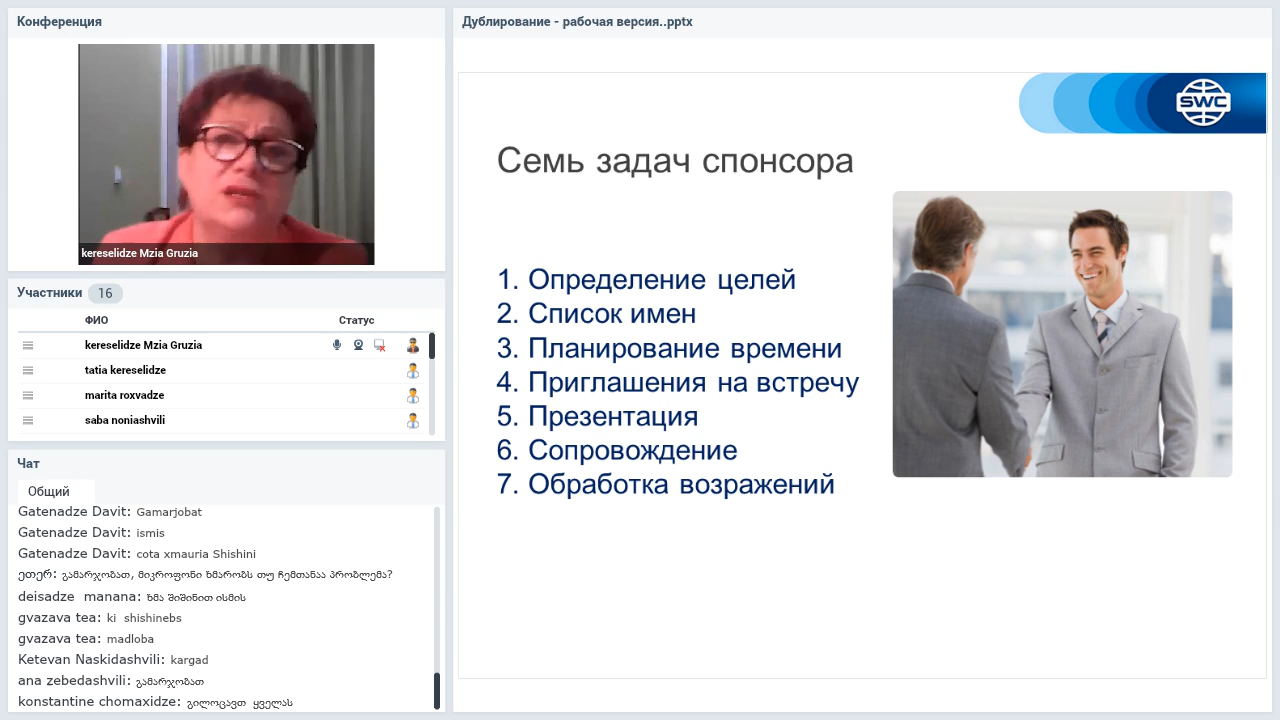 Конференция
kereselidze Mzia Gruzia
Участники 16
ФИО Статус
kereselidze Mzia Gruzia
tatia kereselidze
marita roxvadze
saba noniashvili
Чат
Общий
Gatenadze Davit: Gamarjobat
Gatenadze Davit: ismis
Gatenadze Davit: cota xmauria Shishini
ეთერ: გამარჯობათ, მიკროფონი ხმარობს თუ ჩემთანაა პრობლემა?
deisadze manana: ხმა შიშინით ისმის
gvazava tea: ki shishinebs
gvazava tea: madloba
Ketevan Naskidashvili: kargad
ana zebedashvili: გამარჯობათ
konstantine chomaxidze: გილოცავთ ყველას
Дублирование - рабочая версия..pptx
SWC
Семь задач спонсора
1. Определение целей
2. Список имен
3. Планирование времени
4. Приглашения на встречу
5. Презентация
6. Сопровождение
7. Обработка возражений